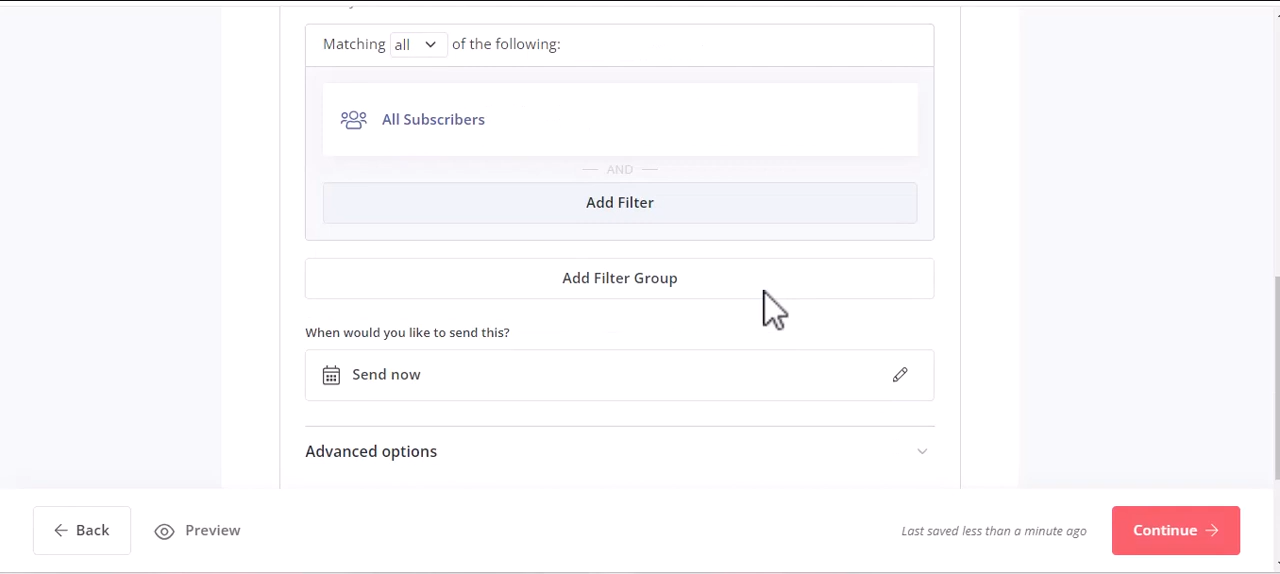 Matching all of the following:
All Subscribers
AND
Add Filter
Add Filter Group
When would you like to send this?
Send now
Advanced options
Back Preview Last saved less than a minute ago Continue